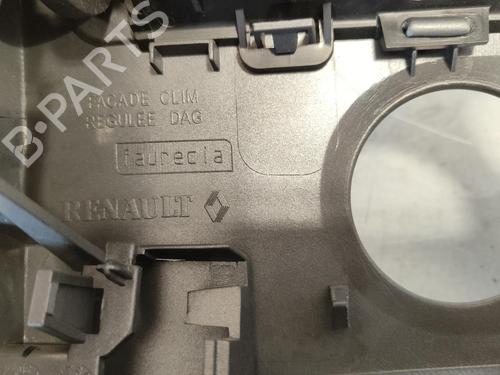 B-PARTS
FACADE CLIM
REGULEE DAG
faurecia
RENAULT